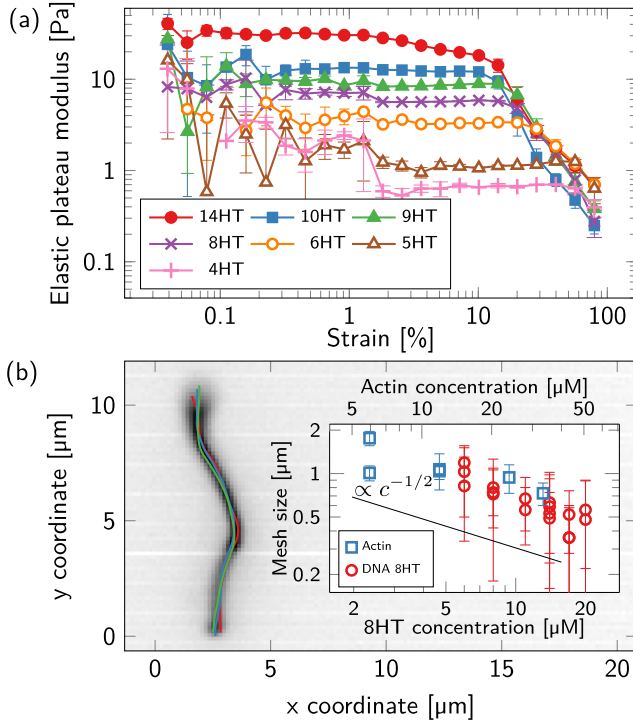 (a)
Elastic plateau modulus [Pa]
10
1
0.1
14HT 10HT 9HT
8HT 6HT 5HT
4HT
0.1 1 10 100
Strain [%]
(b)
y coordinate [µm]
10
5
0
0 5 10 15 20
x coordinate [µm]
Actin concentration [µM]
5 10 20 50
Mesh size [µm]
2
1
0.5
0.2
∝ c^{-1/2}
Actin
DNA 8HT
2 5 10 20
8HT concentration [µM]